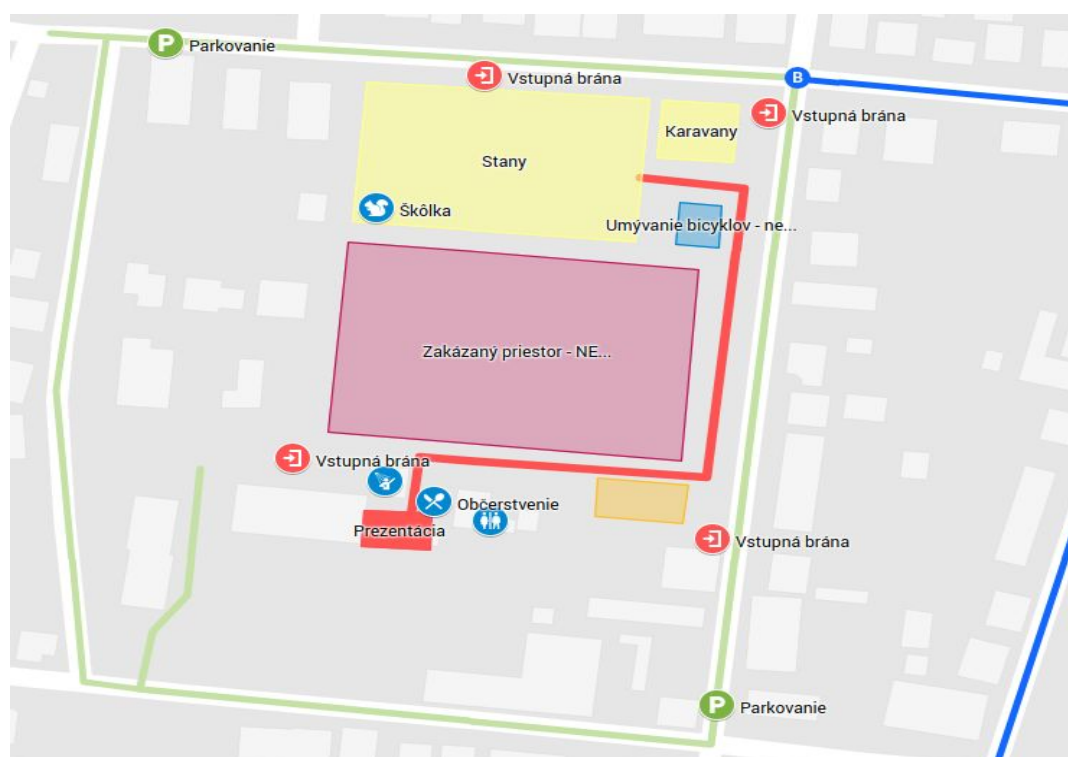 P Parkovanie
Vstupná brána
B
Vstupná brána
Karavany
Stany
Škôlka
Umývanie bicyklov - ne...
Zakázaný priestor - NE...
Vstupná brána
Občerstvenie
Prezentácia
Vstupná brána
P Parkovanie